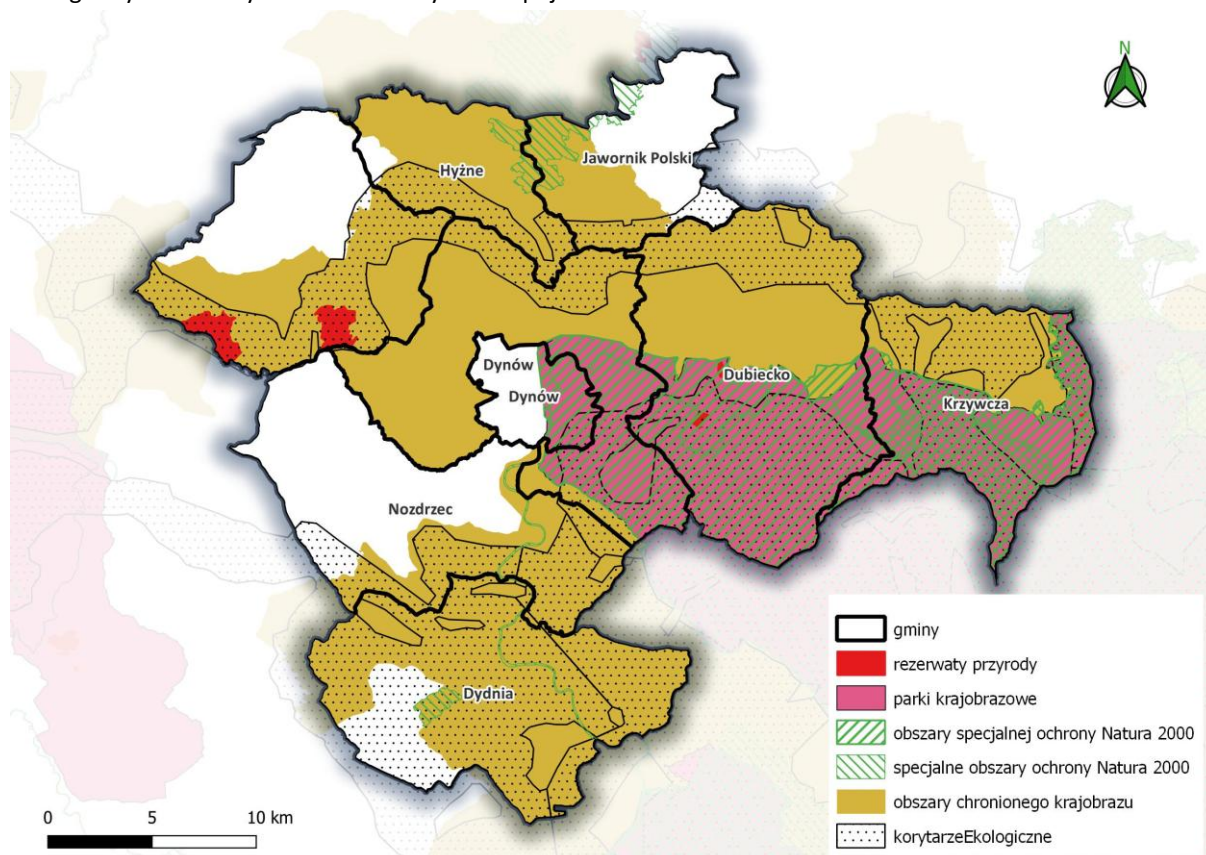 N
Hyżne
Jawornik Polski
Dynów
Dynów
Dubiecko
Krzywcza
Nozdrzec
Dydnia
gminy
rezerwaty przyrody
parki krajobrazowe
obszary specjalnej ochrony Natura 2000
specjalne obszary ochrony Natura 2000
obszary chronionego krajobrazu
korytarzeEkologiczne
0 5 10 km